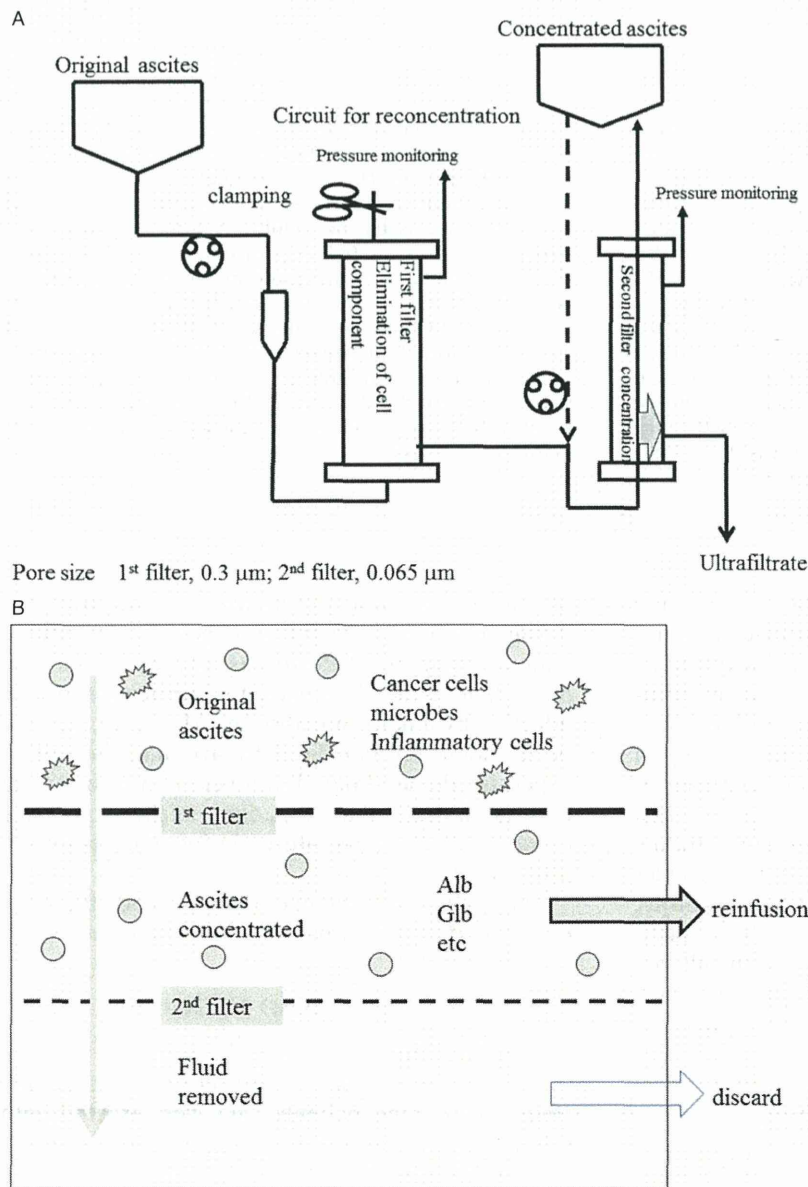 A
Concentrated ascites
Original ascites
Circuit for reconcentration
Pressure monitoring
clamping
Pressure monitoring
First filter
Elimination of cell
component
Second filter concentration
Ultrafiltrate
Pore size 1st filter, 0.3 μm; 2nd filter, 0.065 μm
B
Original
ascites
Cancer cells
microbes
Inflammatory cells
1st filter
Ascites
concentrated
Alb
Glb
etc
reinfusion
2nd filter
Fluid
removed
discard